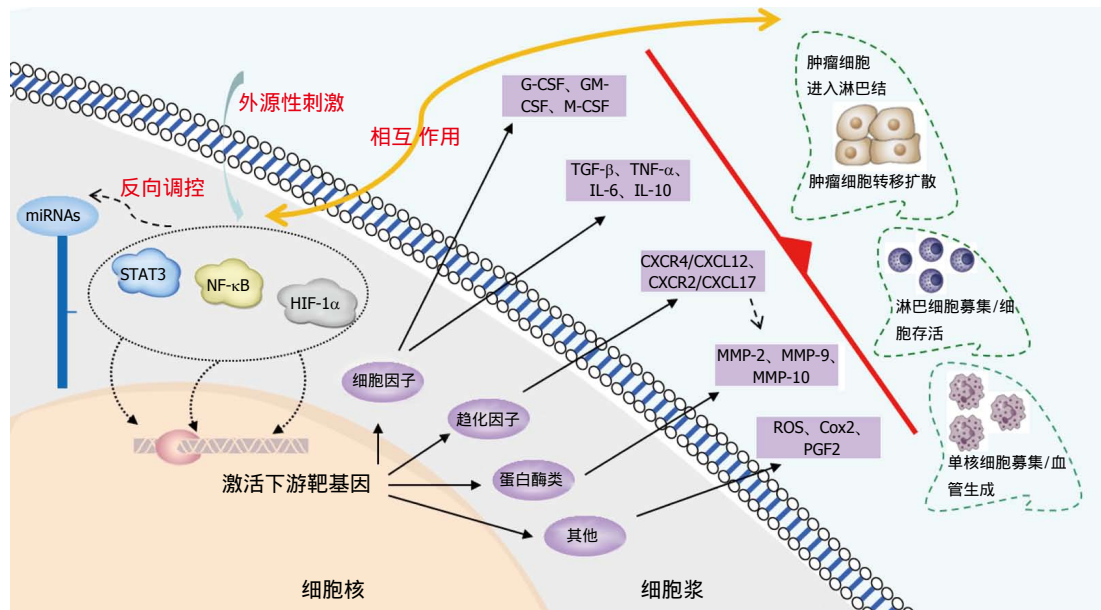 肿瘤细胞
进入淋巴结
G-CSF、GM-
CSF、M-CSF
外源性刺激
相互 作用
TGF-β、TNF-α、
IL-6、IL-10
肿瘤细胞转移扩散
反向调控
miRNAs
STAT3
NF-κB
HIF-1α
CXCR4/CXCL12、
CXCR2/CXCL17
淋巴细胞募集/细
胞存活
MMP-2、MMP-9、
MMP-10
细胞因子
趋化因子
ROS、Cox2、
PGF2
单核细胞募集/血
管生成
激活下游靶基因
蛋白酶类
其他
细胞核
细胞浆